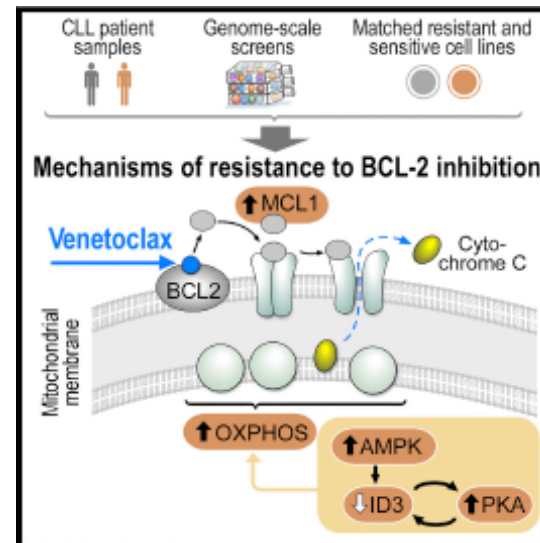 CLL patient
samples
Genome-scale
screens
Matched resistant and
sensitive cell lines
Mechanisms of resistance to BCL-2 inhibition
MCL1
Venetoclax
BCL2
Cyto-
chrome C
Mitochondrial
membrane
OXPHOS
AMPK
ID3
PKA